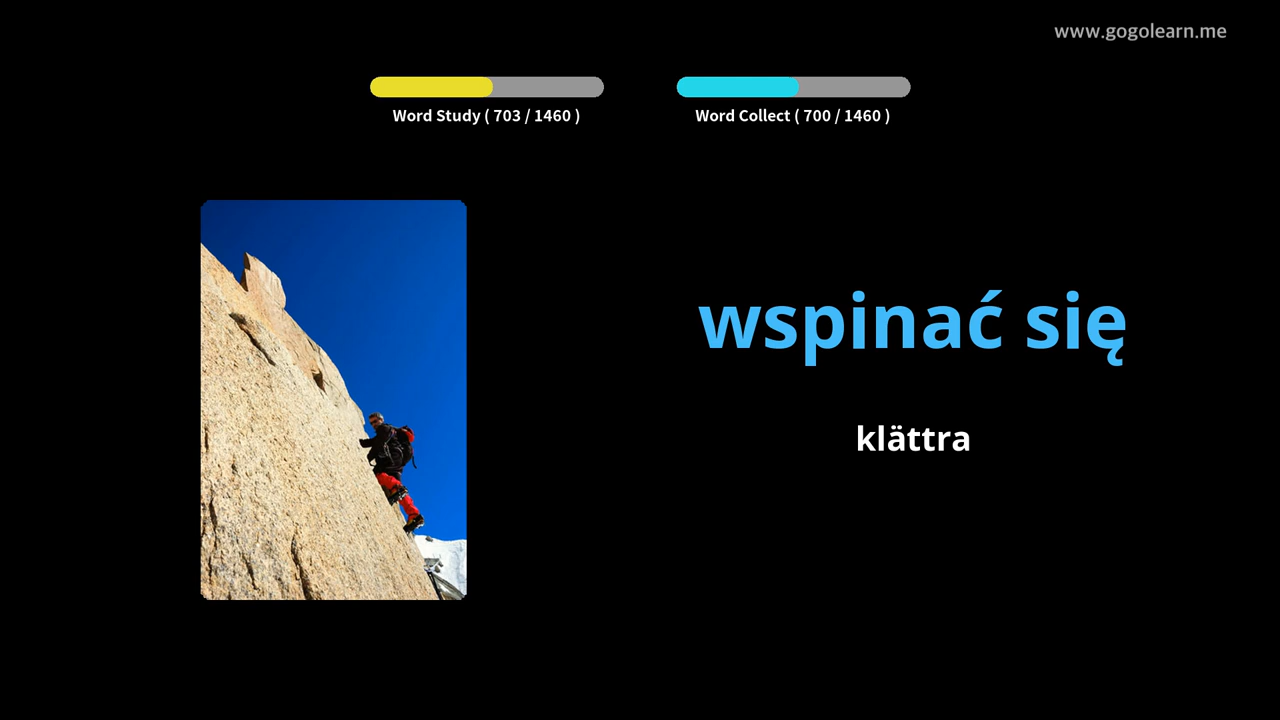 www.gogolearn.me
Word Study ( 703 / 1460 )
Word Collect ( 700 / 1460 )
wspinać się
klättra